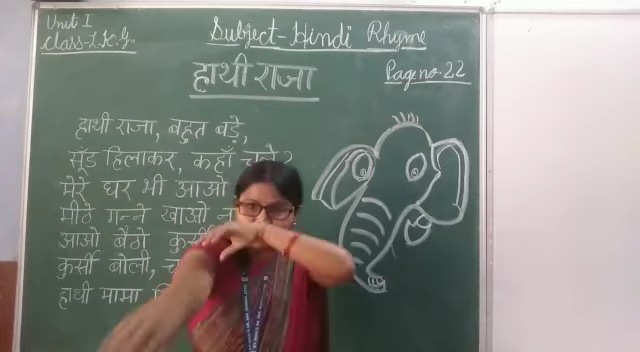 Unit I
Class-L.K.G.
Subject-Hindi Rhyme
हाथी राजा
Page no. 22
हाथी राजा, बहुत बड़े,
सूँड हिलाकर, कहाँ चले?
मेरे घर भी आओ
मीठे गन्ने खाओ
आओ बैठो
कुर्सी बोली,
हाथी मामा